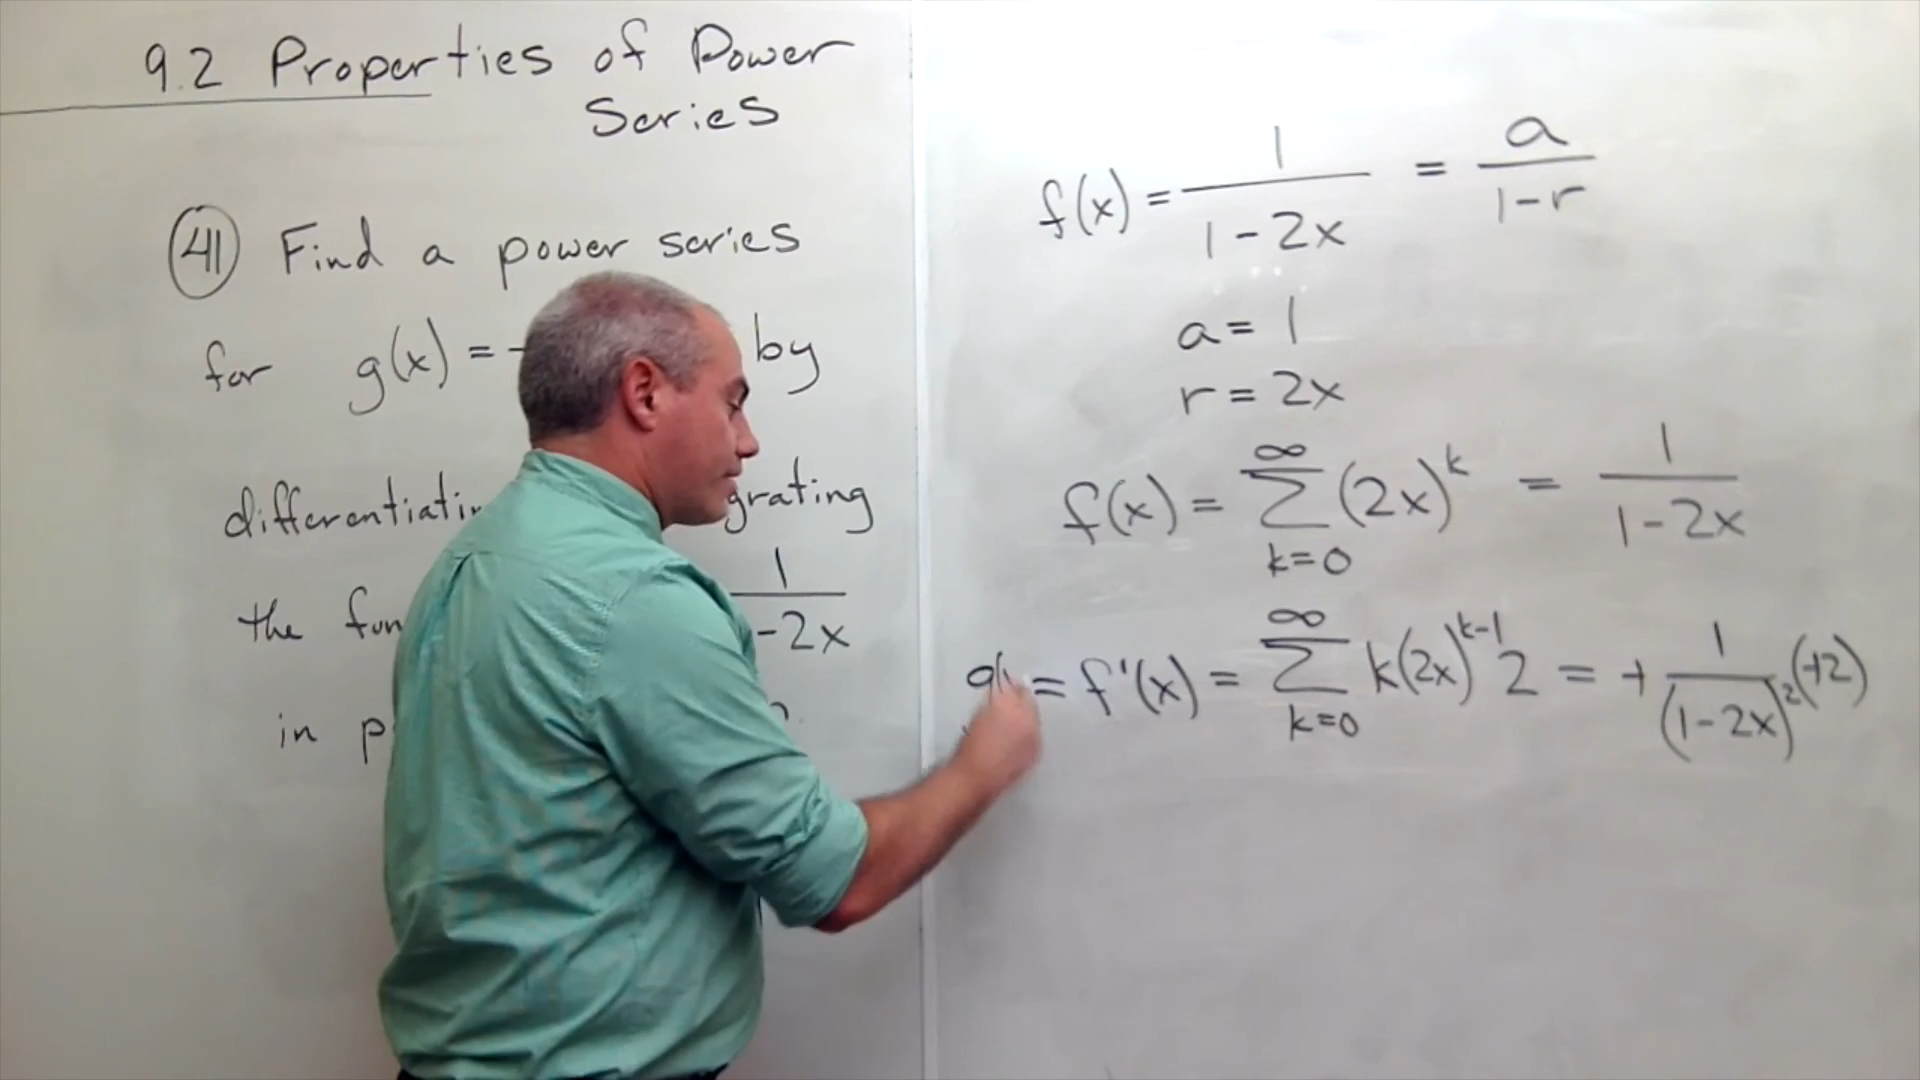 9.2 Properties of Power
Series
41 Find a power series
for g(x) = by
differentiatin grating
the fun 1/-2x
in p
f(x) = 1/(1-2x) = a/(1-r)
a = 1
r = 2x
f(x) = ∑_{k=0}^{∞} (2x)^k = 1/(1-2x)
g( = f'(x) = ∑_{k=0}^{∞} k(2x)^{k-1} 2 = + 1/(1-2x)^2 (+2)